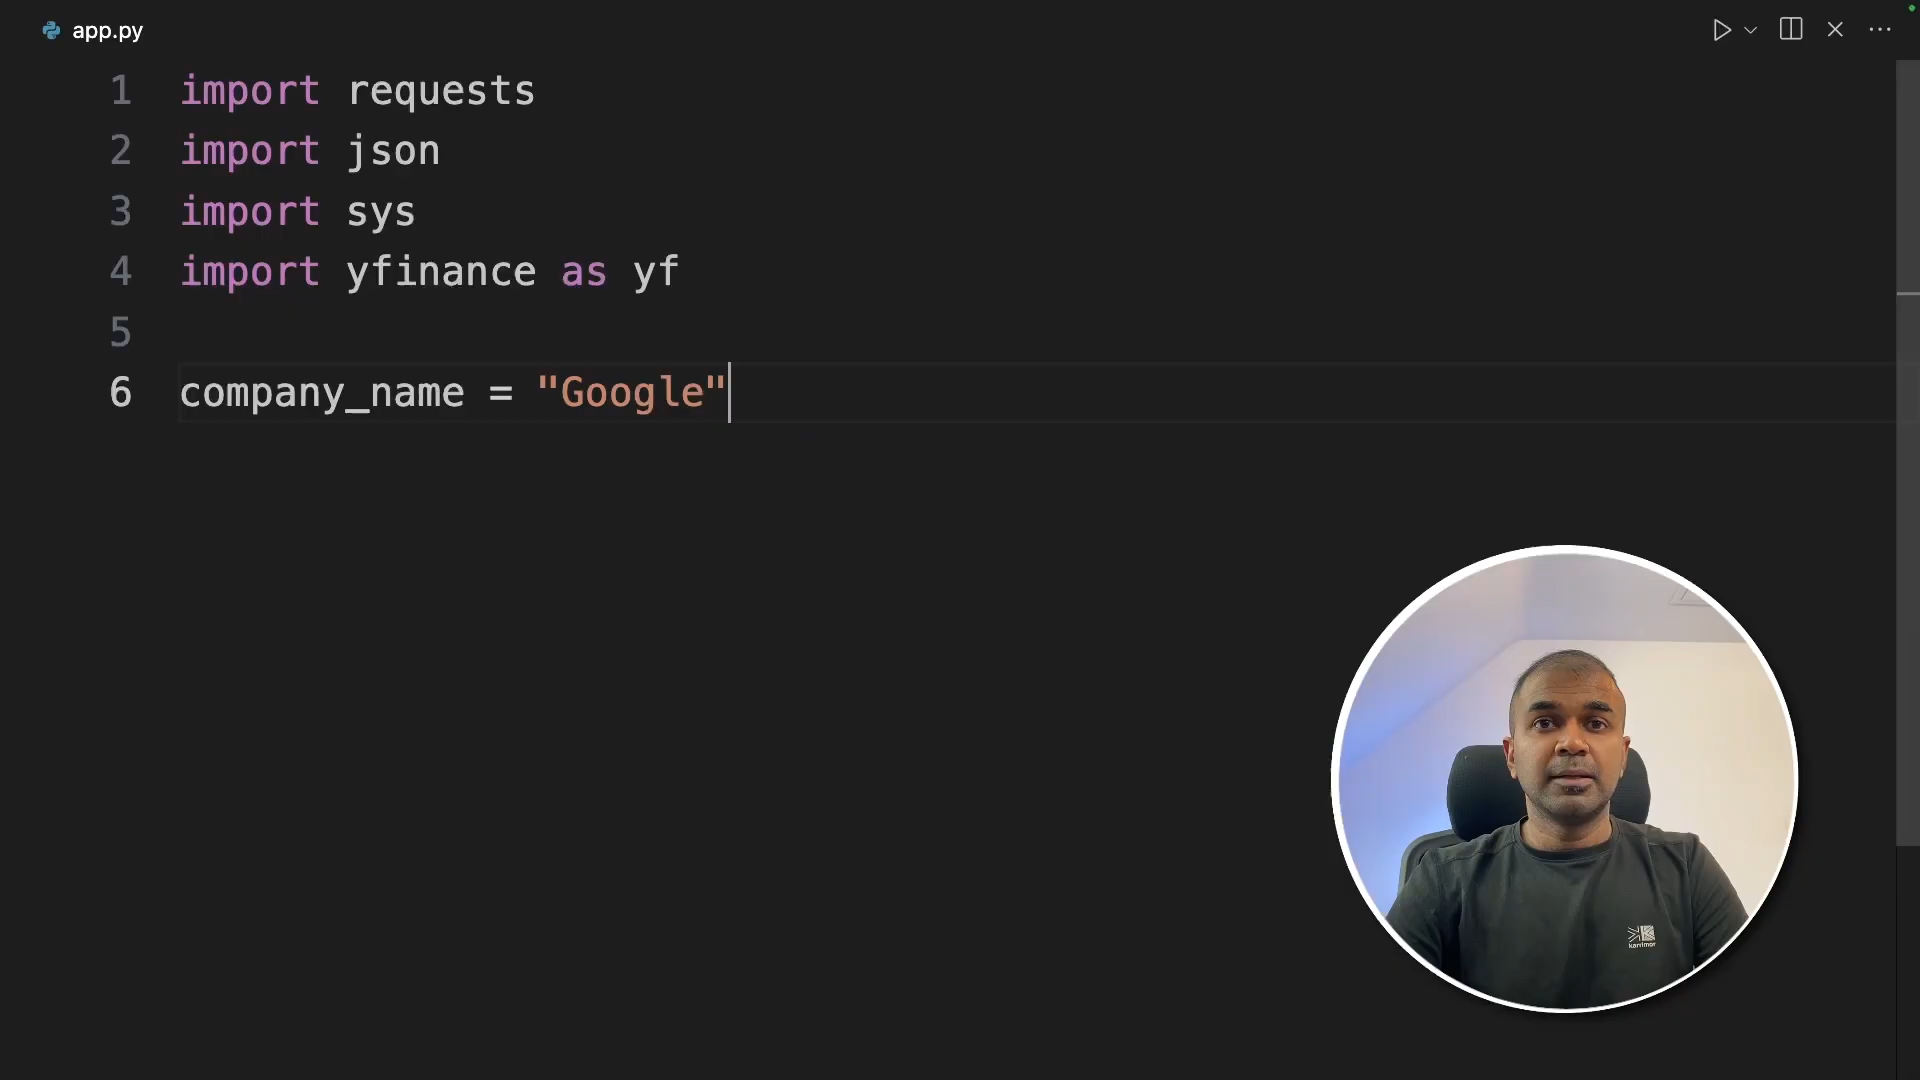 app.py
1 import requests
2 import json
3 import sys
4 import yfinance as yf
5
6 company_name = "Google"
karrimor